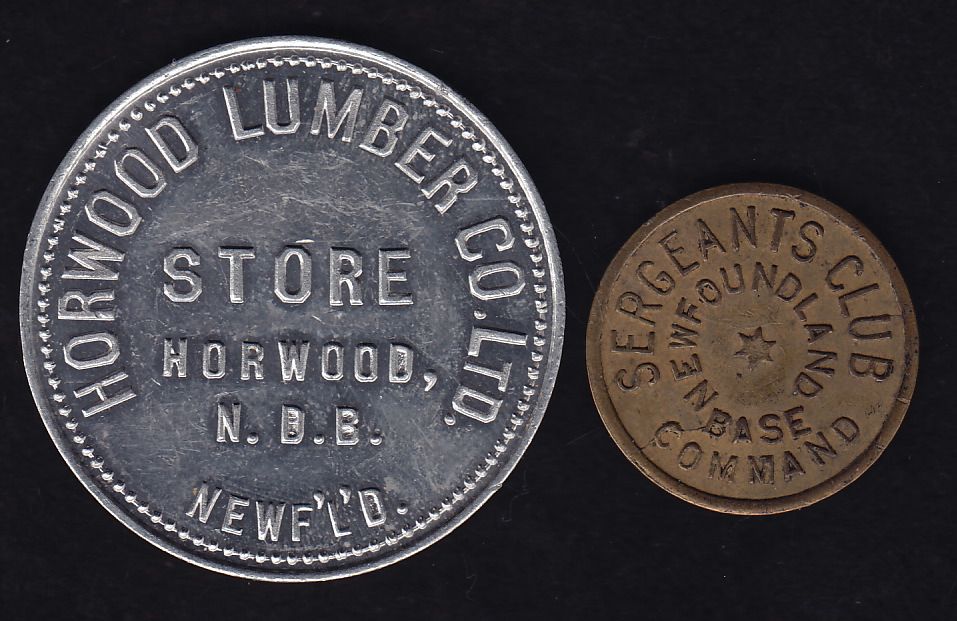 HORWOOD LUMBER CO. LTD.
STORE
HORWOOD,
N. D. B.
NEWF'L'D.
SERGEANTS CLUB
NEWFOUNDLAND
BASE
COMMAND